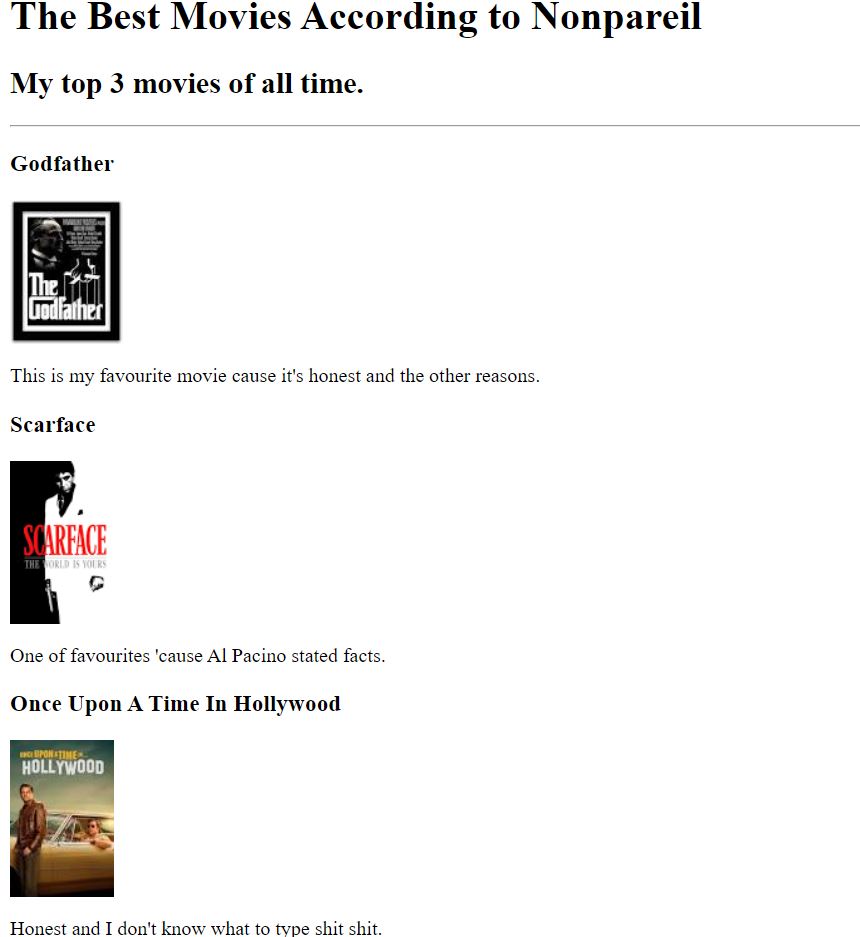 The Best Movies According to Nonpareil
My top 3 movies of all time.
Godfather
The
Godfather
This is my favourite movie cause it's honest and the other reasons.
Scarface
SCARFACE
THE WORLD IS YOURS
One of favourites 'cause Al Pacino stated facts.
Once Upon A Time In Hollywood
ONCE UPON A TIME IN...
HOLLYWOOD
Honest and I don't know what to type shit shit.